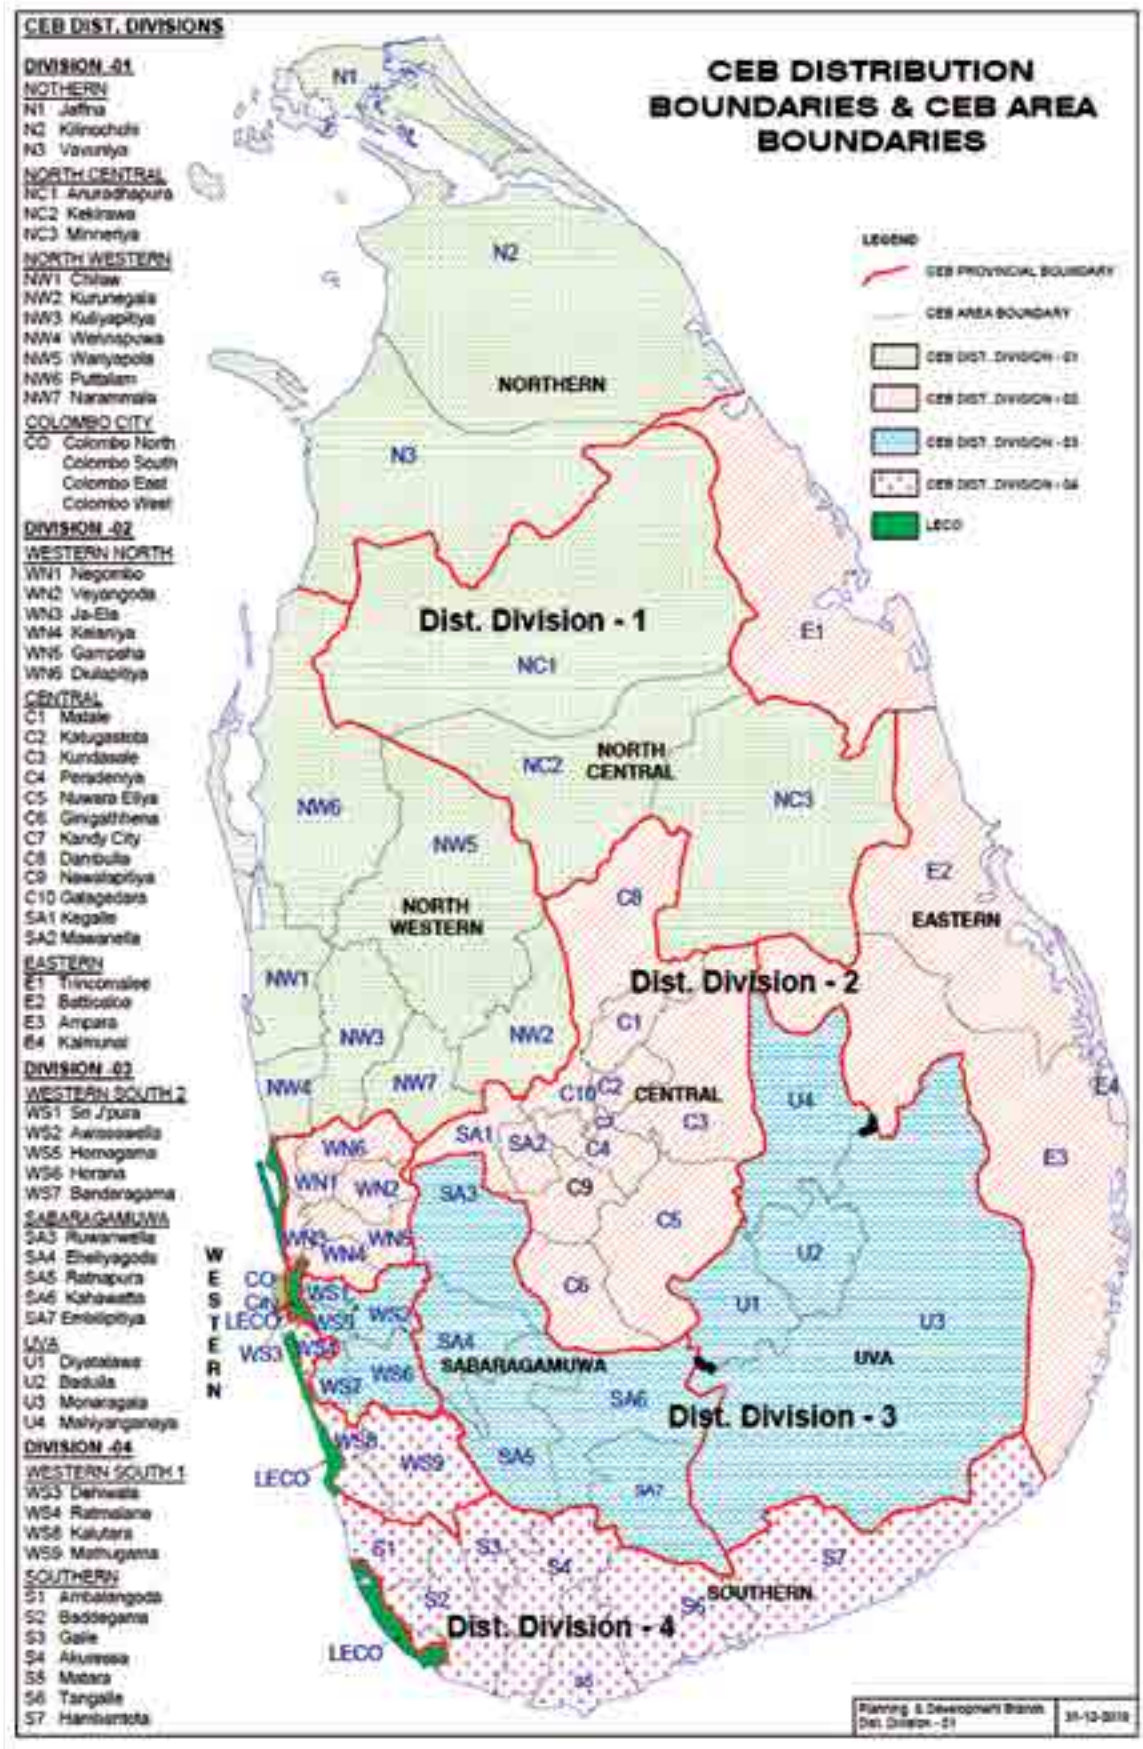 CEB DIST. DIVISIONS
DIVISION -01
NOTHERN
N1 Jaffna
N2 Kilinochchi
N3 Vavuniya
NORTH CENTRAL
NC1 Anuradhapura
NC2 Kekirawa
NC3 Minneriya
NORTH WESTERN
NW1 Chilaw
NW2 Kurunegala
NW3 Kuliyapitiya
NW4 Wennapuwa
NW5 Wariyapola
NW6 Puttalam
NW7 Narammala
COLOMBO CITY
CO Colombo North
Colombo South
Colombo East
Colombo West
DIVISION -02
WESTERN NORTH
WN1 Negombo
WN2 Veyangoda
WN3 Ja-Ela
WN4 Kelaniya
WN5 Gampaha
WN6 Divlapitiya
CENTRAL
C1 Matale
C2 Katugastota
C3 Kundasale
C4 Peradeniya
C5 Nuwara Eliya
C6 Ginigathhena
C7 Kandy City
C8 Dambulla
C9 Nawalapitiya
C10 Galagedara
SA1 Kegalle
SA2 Mawanella
EASTERN
E1 Trincomalee
E2 Batticaloa
E3 Ampara
E4 Kalmunai
DIVISION -03
WESTERN SOUTH 2
WS1 Sri J'pura
WS2 Awissawella
WS5 Homagama
WS6 Horana
WS7 Bandaragama
SABARAGAMUWA
SA3 Ruwanwella
SA4 Eheliyagoda
SA5 Ratnapura
SA6 Kahawatta
SA7 Embilipitiya
UVA
U1 Diyatalawa
U2 Badulla
U3 Monaragala
U4 Mahiyanganaya
DIVISION -04
WESTERN SOUTH 1
WS3 Dehiwala
WS4 Ratmalana
WS8 Kalutara
WS9 Mathugama
SOUTHERN
S1 Ambalangoda
S2 Baddegama
S3 Galle
S4 Akuressa
S5 Matara
S6 Tangalle
S7 Hambantota
CEB DISTRIBUTION
BOUNDARIES & CEB AREA
BOUNDARIES
LEGEND
CEB PROVINCIAL BOUNDARY
CEB AREA BOUNDARY
CEB DIST. DIVISION - 01
CEB DIST. DIVISION - 02
CEB DIST. DIVISION - 03
CEB DIST. DIVISION - 04
LECO
N1
N2
NORTHERN
N3
Dist. Division - 1
E1
NC1
NORTH
CENTRAL
NC2
NC3
NW6
NW5
E2
C8
NORTH
WESTERN
EASTERN
NW1
Dist. Division - 2
C1
NW3
NW2
NW7
NW4
C10
C2
CENTRAL
U4
E4
C3
SA1
SA2
C4
WN6
E3
WN1
WN2
SA3
C9
C5
WN3
WN4
WN5
U2
WESTERN
CO
C6
WS1
LECO
WS2
U1
U3
WS3
SA4
SABARAGAMUWA
UVA
WS7
WS6
SA6
Dist. Division - 3
WS8
WS9
SA5
LECO
SA7
S1
S3
S4
S7
S2
S6
SOUTHERN
Dist. Division - 4
LECO
S5
Planning & Development Branch
Dist. Division - 01